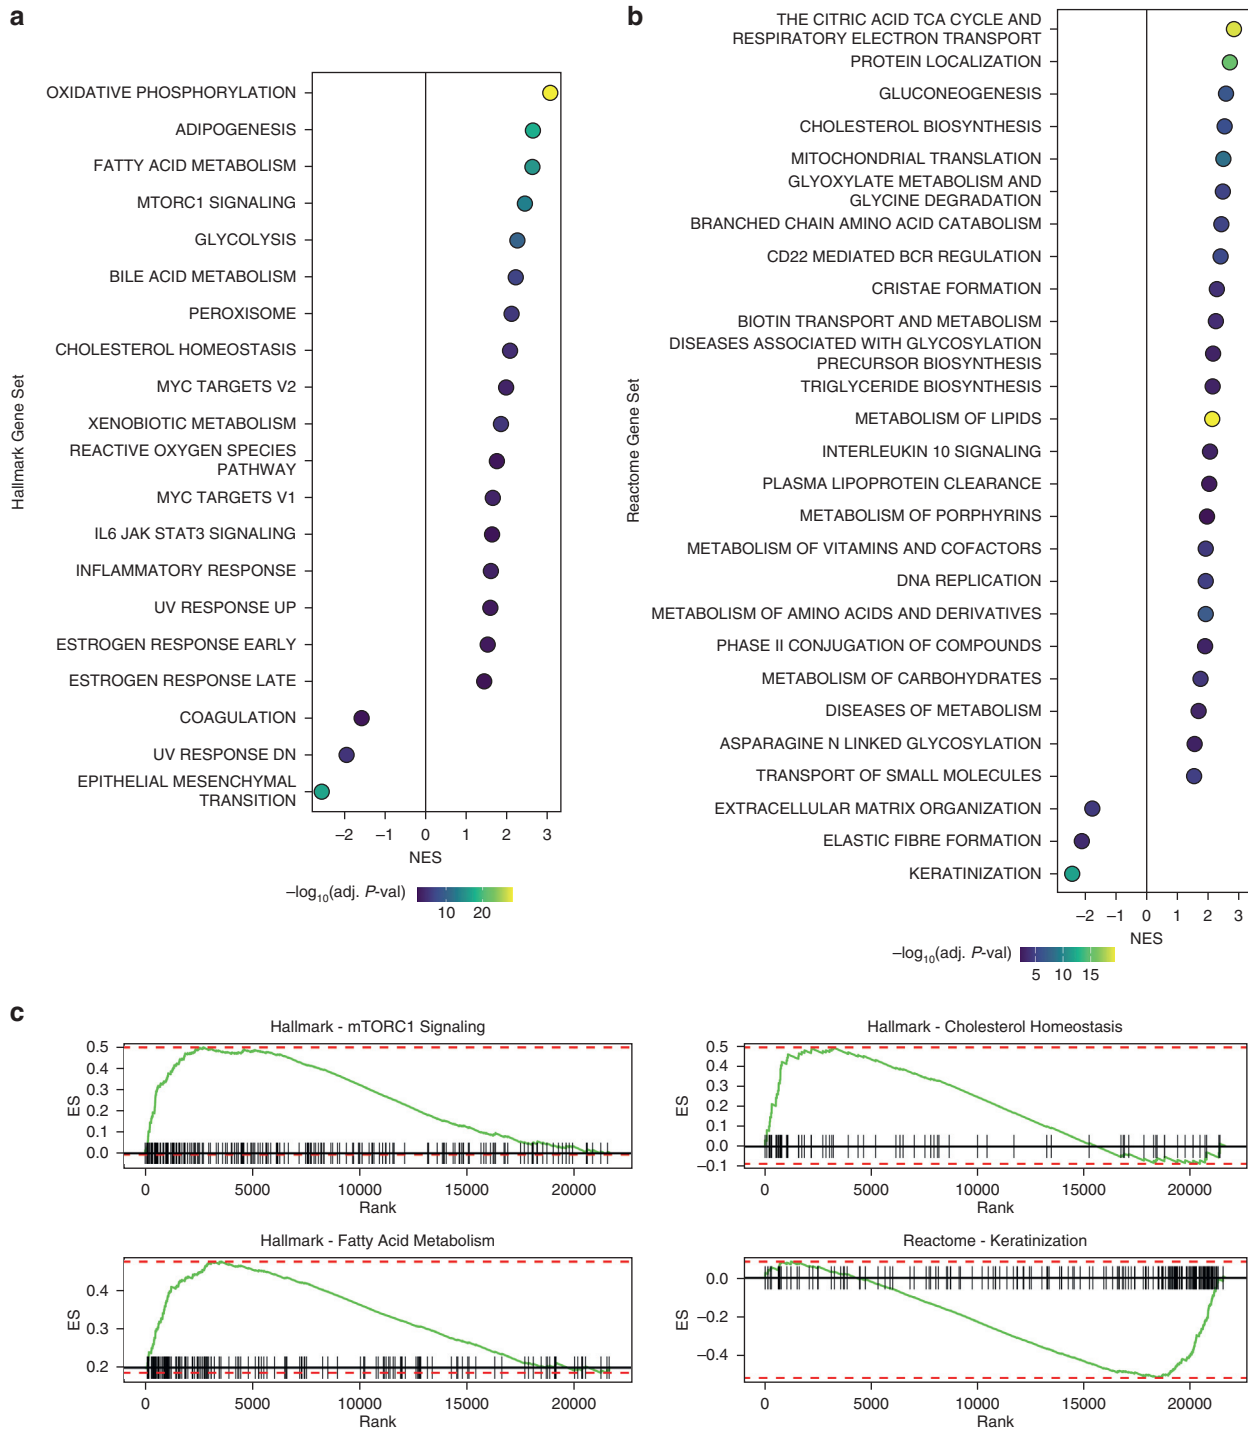 a
Hallmark Gene Set
OXIDATIVE PHOSPHORYLATION
ADIPOGENESIS
FATTY ACID METABOLISM
MTORC1 SIGNALING
GLYCOLYSIS
BILE ACID METABOLISM
PEROXISOME
CHOLESTEROL HOMEOSTASIS
MYC TARGETS V2
XENOBIOTIC METABOLISM
REACTIVE OXYGEN SPECIES
PATHWAY
MYC TARGETS V1
IL6 JAK STAT3 SIGNALING
INFLAMMATORY RESPONSE
UV RESPONSE UP
ESTROGEN RESPONSE EARLY
ESTROGEN RESPONSE LATE
COAGULATION
UV RESPONSE DN
EPITHELIAL MESENCHYMAL
TRANSITION
−2 −1 0 1 2 3
NES
−log10(adj. P-val)
10 20
b
Reactome Gene Set
THE CITRIC ACID TCA CYCLE AND
RESPIRATORY ELECTRON TRANSPORT
PROTEIN LOCALIZATION
GLUCONEOGENESIS
CHOLESTEROL BIOSYNTHESIS
MITOCHONDRIAL TRANSLATION
GLYOXYLATE METABOLISM AND
GLYCINE DEGRADATION
BRANCHED CHAIN AMINO ACID CATABOLISM
CD22 MEDIATED BCR REGULATION
CRISTAE FORMATION
BIOTIN TRANSPORT AND METABOLISM
DISEASES ASSOCIATED WITH GLYCOSYLATION
PRECURSOR BIOSYNTHESIS
TRIGLYCERIDE BIOSYNTHESIS
METABOLISM OF LIPIDS
INTERLEUKIN 10 SIGNALING
PLASMA LIPOPROTEIN CLEARANCE
METABOLISM OF PORPHYRINS
METABOLISM OF VITAMINS AND COFACTORS
DNA REPLICATION
METABOLISM OF AMINO ACIDS AND DERIVATIVES
PHASE II CONJUGATION OF COMPOUNDS
METABOLISM OF CARBOHYDRATES
DISEASES OF METABOLISM
ASPARAGINE N LINKED GLYCOSYLATION
TRANSPORT OF SMALL MOLECULES
EXTRACELLULAR MATRIX ORGANIZATION
ELASTIC FIBRE FORMATION
KERATINIZATION
−2 −1 0 1 2 3
NES
−log10(adj. P-val)
5 10 15
c
Hallmark - mTORC1 Signaling
ES
0.5
0.4
0.3
0.2
0.1
0.0
0 5000 10000 15000 20000
Rank
Hallmark - Cholesterol Homeostasis
ES
0.5
0.4
0.3
0.2
0.1
0.0
−0.1
0 5000 10000 15000 20000
Rank
Hallmark - Fatty Acid Metabolism
ES
0.4
0.3
0.2
0 5000 10000 15000 20000
Rank
Reactome - Keratinization
ES
0.0
−0.2
−0.4
0 5000 10000 15000 20000
Rank